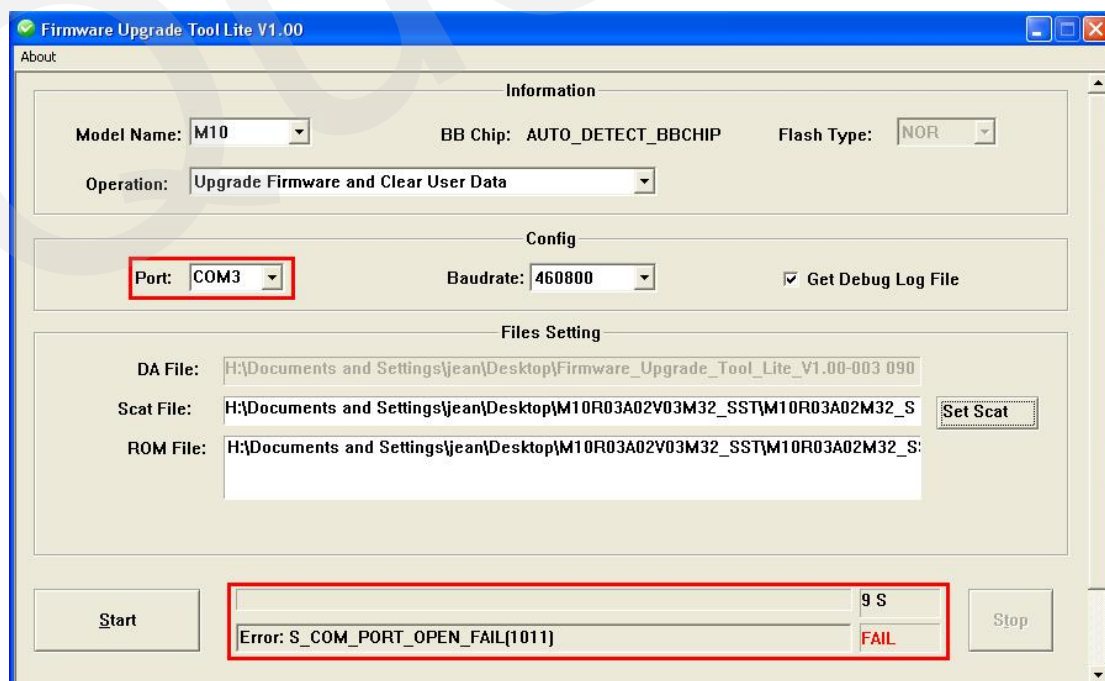 Firmware Upgrade Tool Lite V1.00
About
Information
Model Name: M10 BB Chip: AUTO_DETECT_BBCHIP Flash Type: NOR
Operation: Upgrade Firmware and Clear User Data
Config
Port: COM3 Baudrate: 460800 Get Debug Log File
Files Setting
DA File: H:\Documents and Settings\jean\Desktop\Firmware_Upgrade_Tool_Lite_V1.00-003 090
Scat File: H:\Documents and Settings\jean\Desktop\M10R03A02V03M32_SST\M10R03A02M32_S Set Scat
ROM File: H:\Documents and Settings\jean\Desktop\M10R03A02V03M32_SST\M10R03A02M32_S
9 S
Start Stop
Error: S_COM_PORT_OPEN_FAIL(1011) FAIL